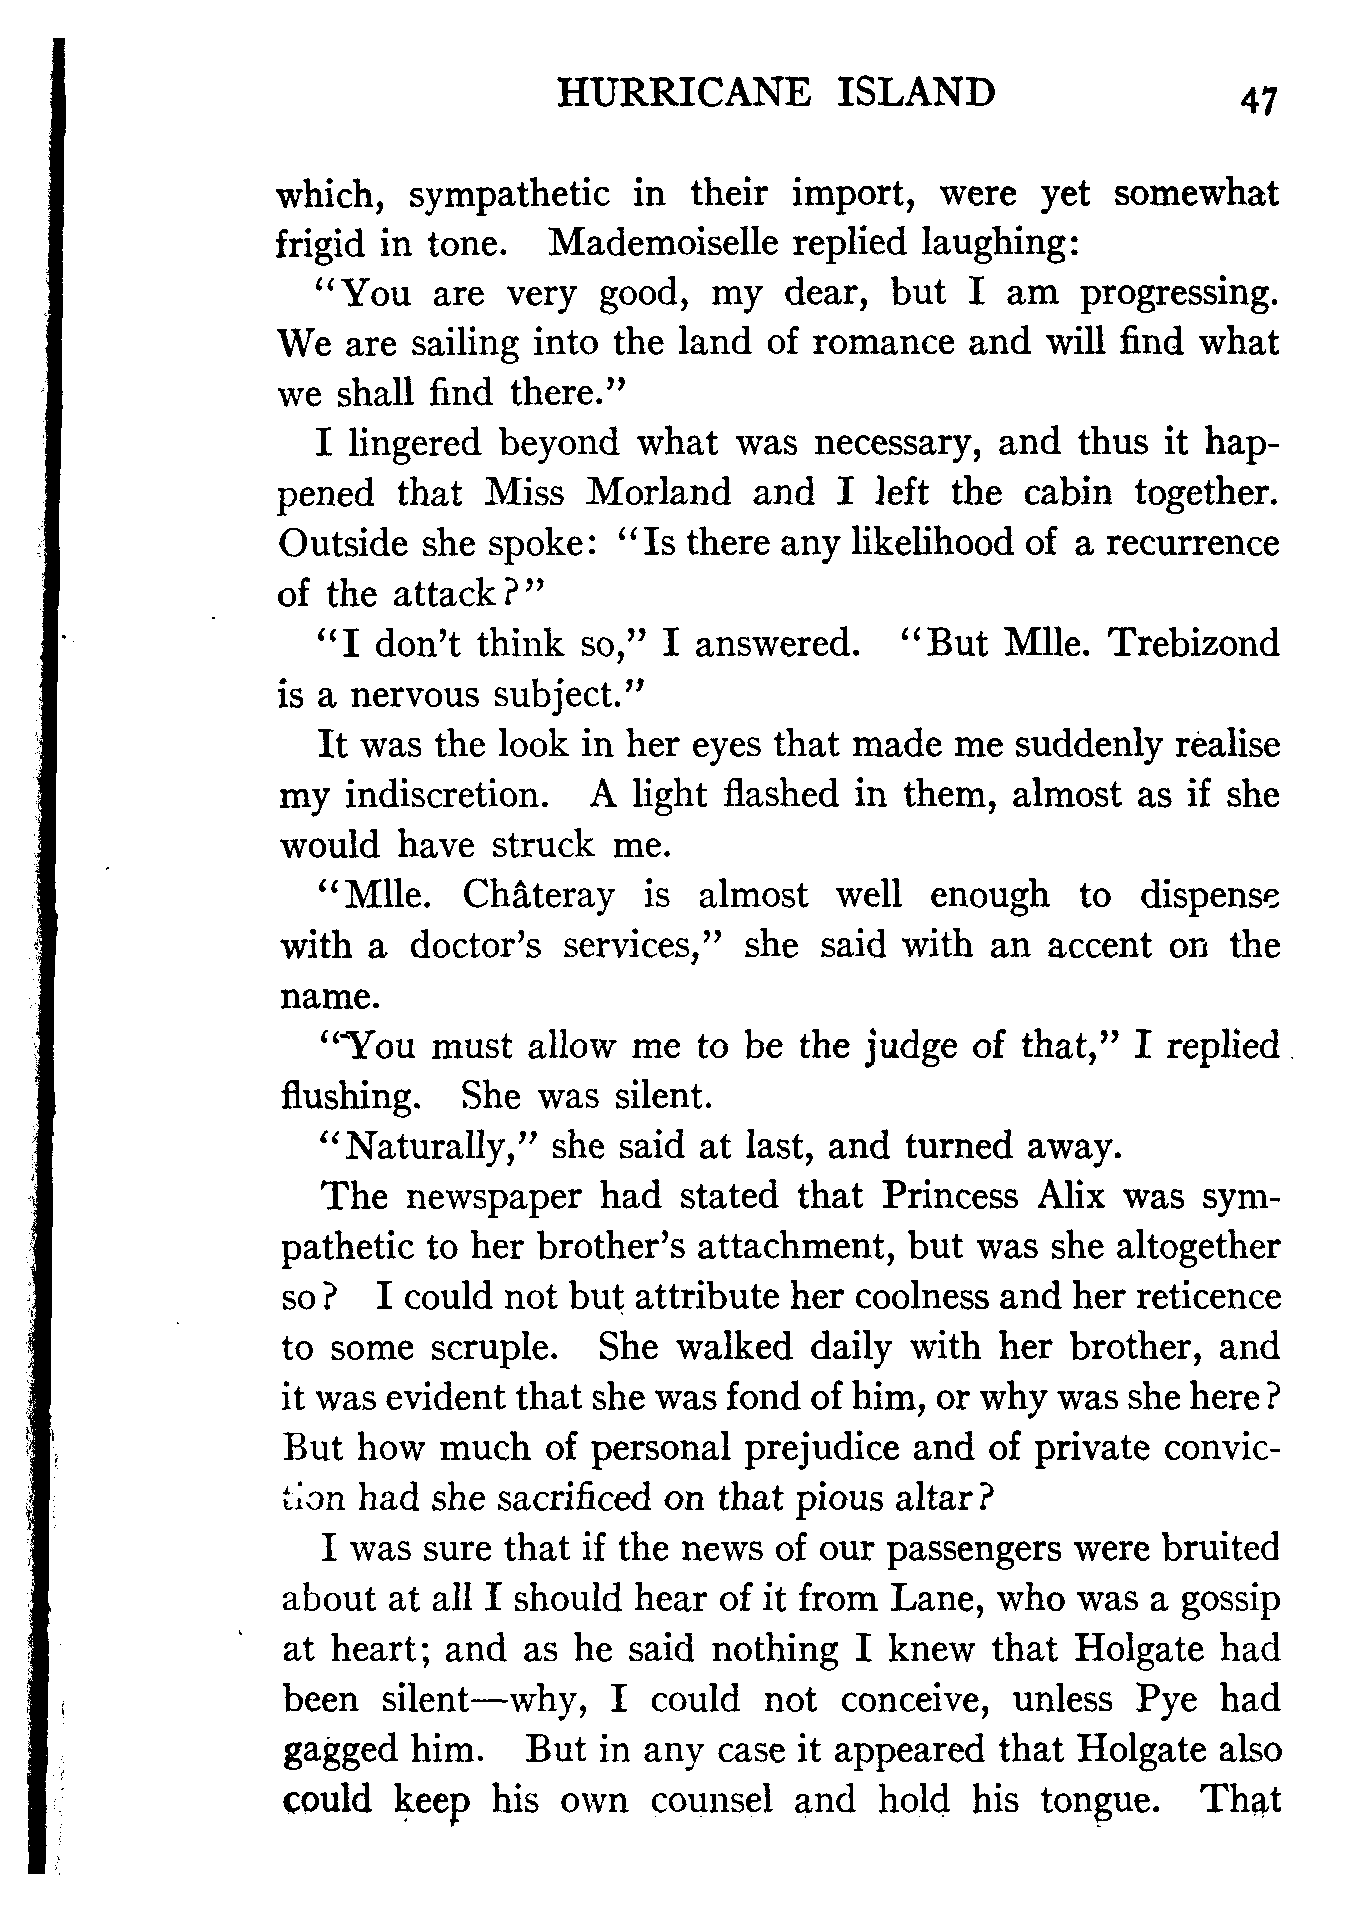 HURRICANE ISLAND 47
which, sympathetic in their import, were yet somewhat
frigid in tone. Mademoiselle replied laughing:
"You are very good, my dear, but I am progressing.
We are sailing into the land of romance and will find what
we shall find there."
I lingered beyond what was necessary, and thus it hap-
pened that Miss Morland and I left the cabin together.
Outside she spoke: "Is there any likelihood of a recurrence
of the attack?"
"I don't think so," I answered. "But Mlle. Trebizond
is a nervous subject."
It was the look in her eyes that made me suddenly realise
my indiscretion. A light flashed in them, almost as if she
would have struck me.
"Mlle. Châteray is almost well enough to dispense
with a doctor's services," she said with an accent on the
name.
"You must allow me to be the judge of that," I replied
flushing. She was silent.
"Naturally," she said at last, and turned away.
The newspaper had stated that Princess Alix was sym-
pathetic to her brother's attachment, but was she altogether
so? I could not but attribute her coolness and her reticence
to some scruple. She walked daily with her brother, and
it was evident that she was fond of him, or why was she here?
But how much of personal prejudice and of private convic-
tion had she sacrificed on that pious altar?
I was sure that if the news of our passengers were bruited
about at all I should hear of it from Lane, who was a gossip
at heart; and as he said nothing I knew that Holgate had
been silent—why, I could not conceive, unless Pye had
gagged him. But in any case it appeared that Holgate also
could keep his own counsel and hold his tongue. That